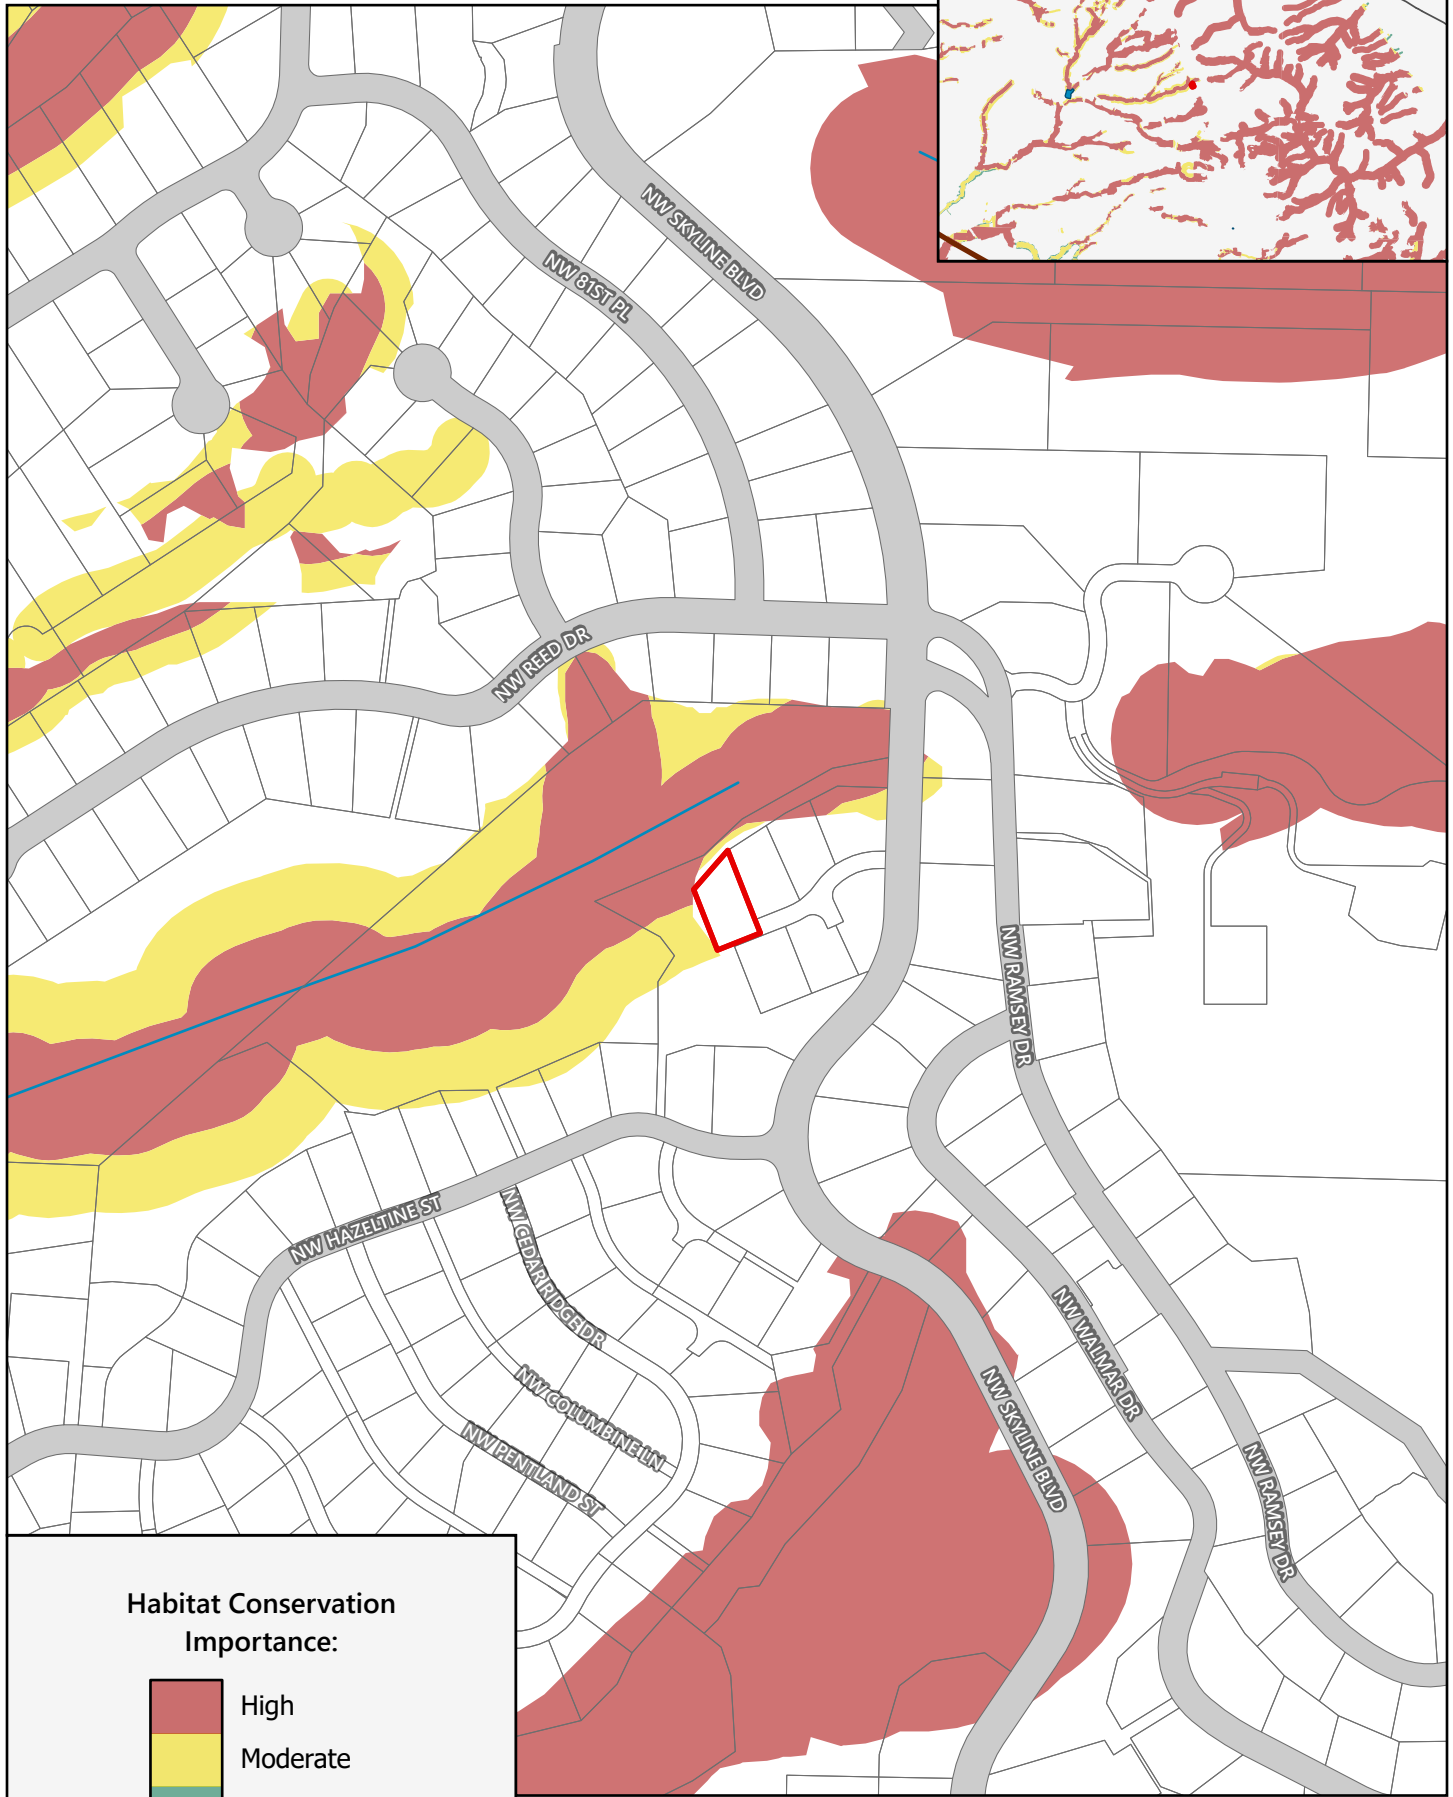 NW SKYLINE BLVD
NW 81ST PL
NW REED DR
NW RAMSEY DR
NW HAZELTINE ST
NW CEDAR RIDGE DR
NW WALMAR DR
NW COLUMBINE LN
NW SKYLINE BLVD
NW PENTLAND ST
NW RAMSEY DR
Habitat Conservation
Importance:
High
Moderate